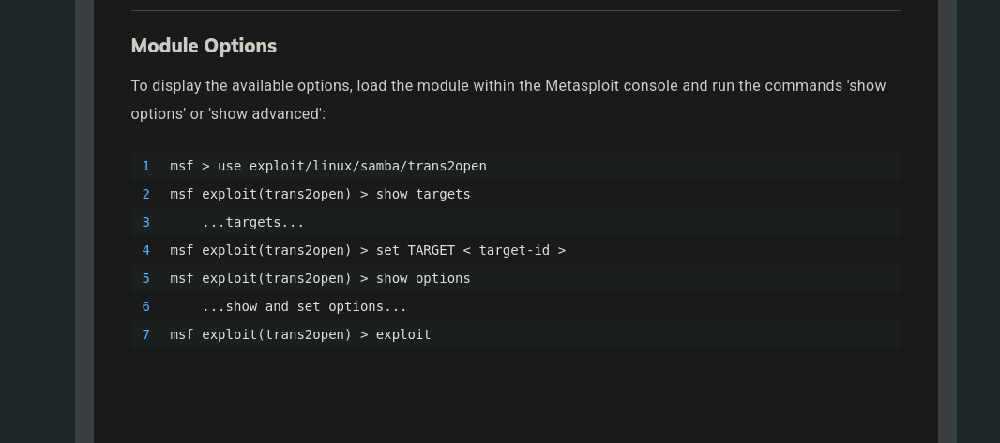 Module Options
To display the available options, load the module within the Metasploit console and run the commands 'show
options' or 'show advanced':
1 msf > use exploit/linux/samba/trans2open
2 msf exploit(trans2open) > show targets
3     ...targets...
4 msf exploit(trans2open) > set TARGET < target-id >
5 msf exploit(trans2open) > show options
6     ...show and set options...
7 msf exploit(trans2open) > exploit